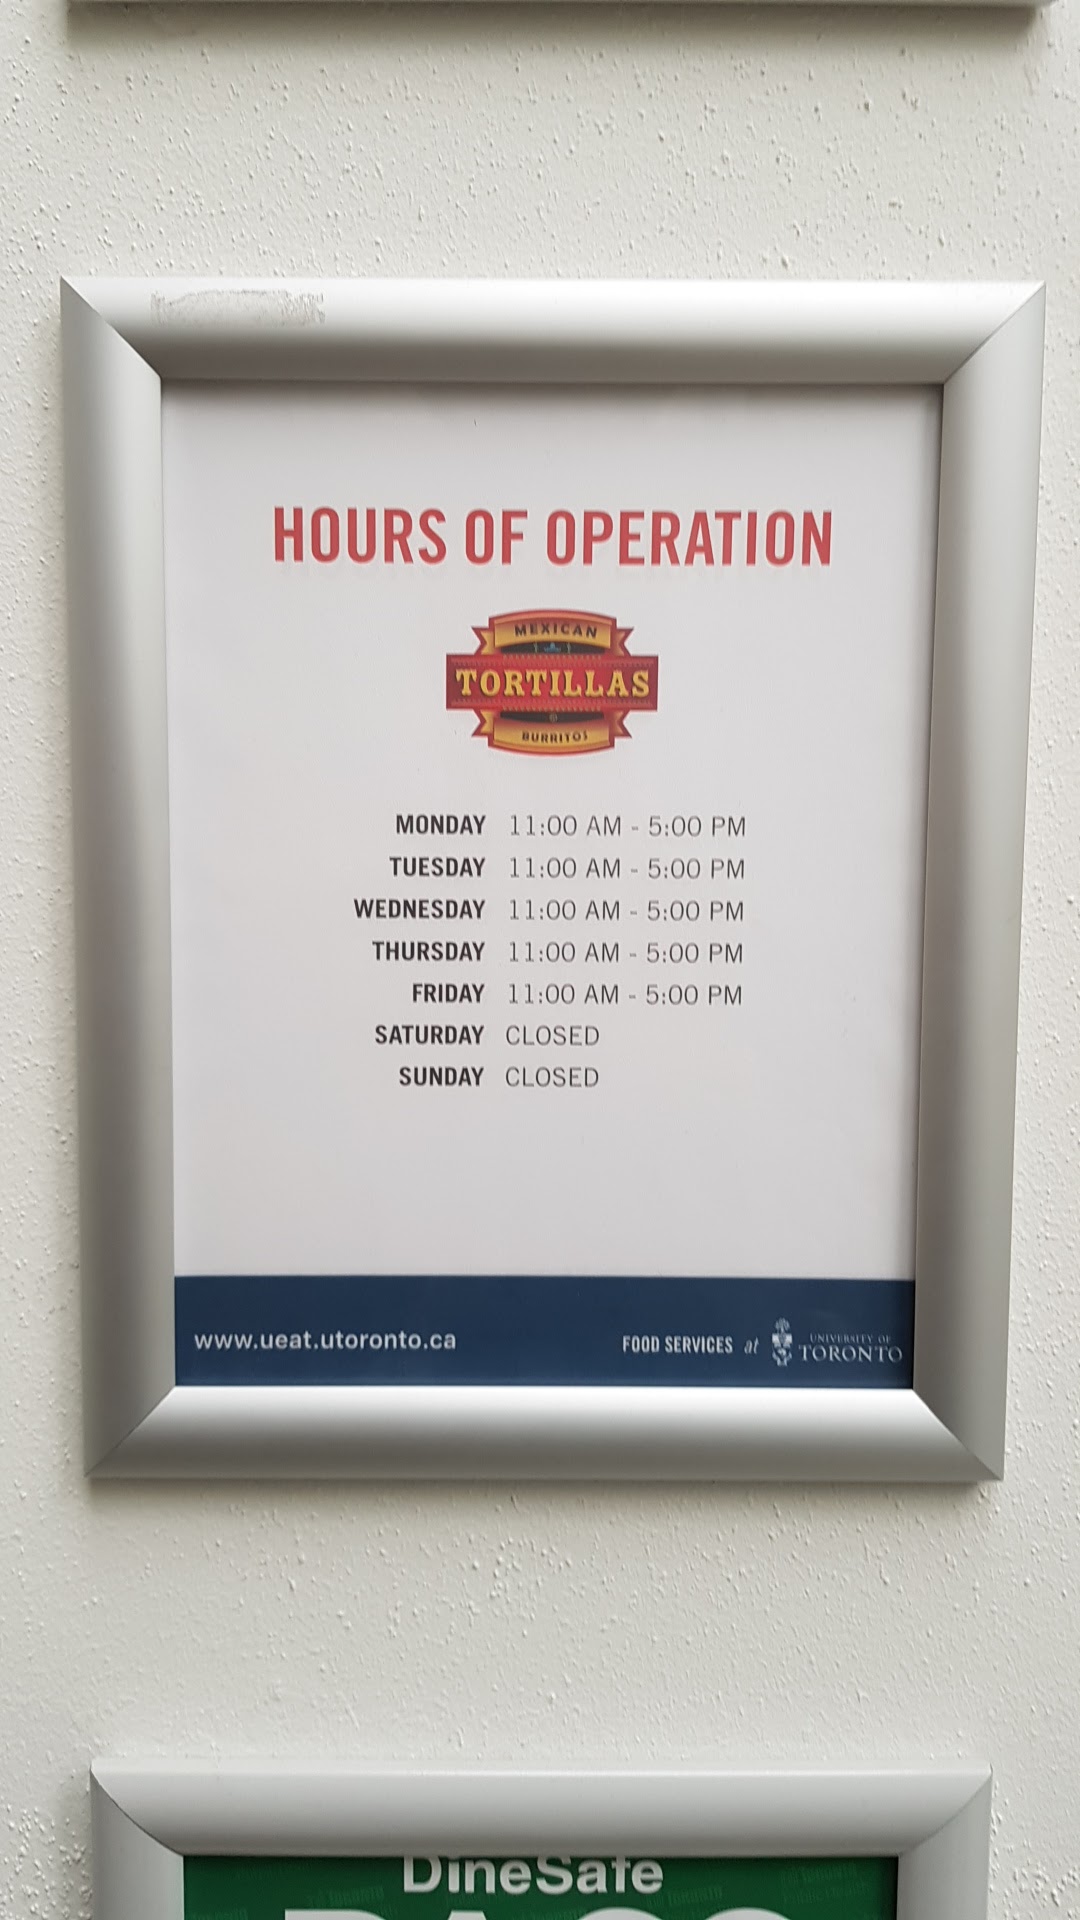 HOURS OF OPERATION
MEXICAN
TORTILLAS
BURRITOS
MONDAY 11:00 AM - 5:00 PM
TUESDAY 11:00 AM - 5:00 PM
WEDNESDAY 11:00 AM - 5:00 PM
THURSDAY 11:00 AM - 5:00 PM
FRIDAY 11:00 AM - 5:00 PM
SATURDAY CLOSED
SUNDAY CLOSED
www.ueat.utoronto.ca
FOOD SERVICES at UNIVERSITY OF TORONTO
DineSafe